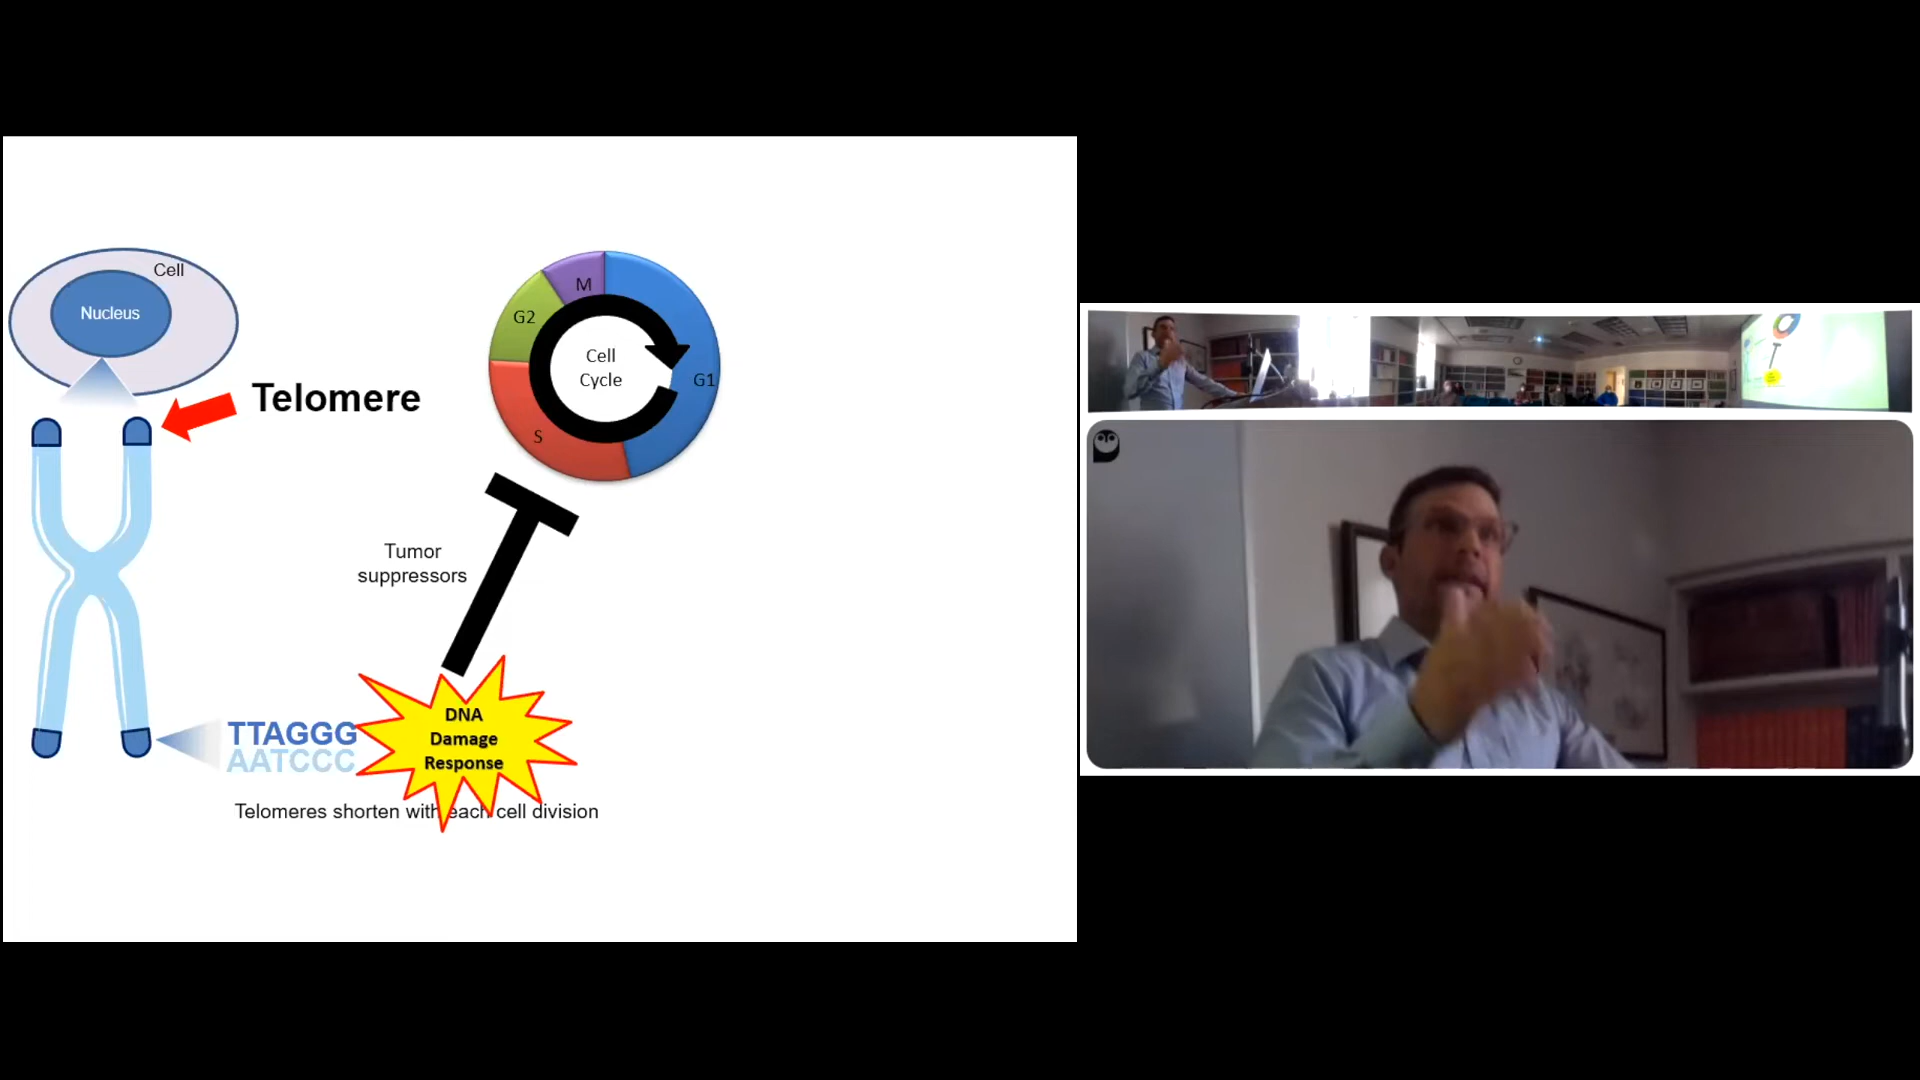 Cell
Nucleus
Telomere
M
G2
Cell
Cycle
G1
S
Tumor
suppressors
TTAGGG
AATCCC
DNA
Damage
Response
Telomeres shorten with each cell division